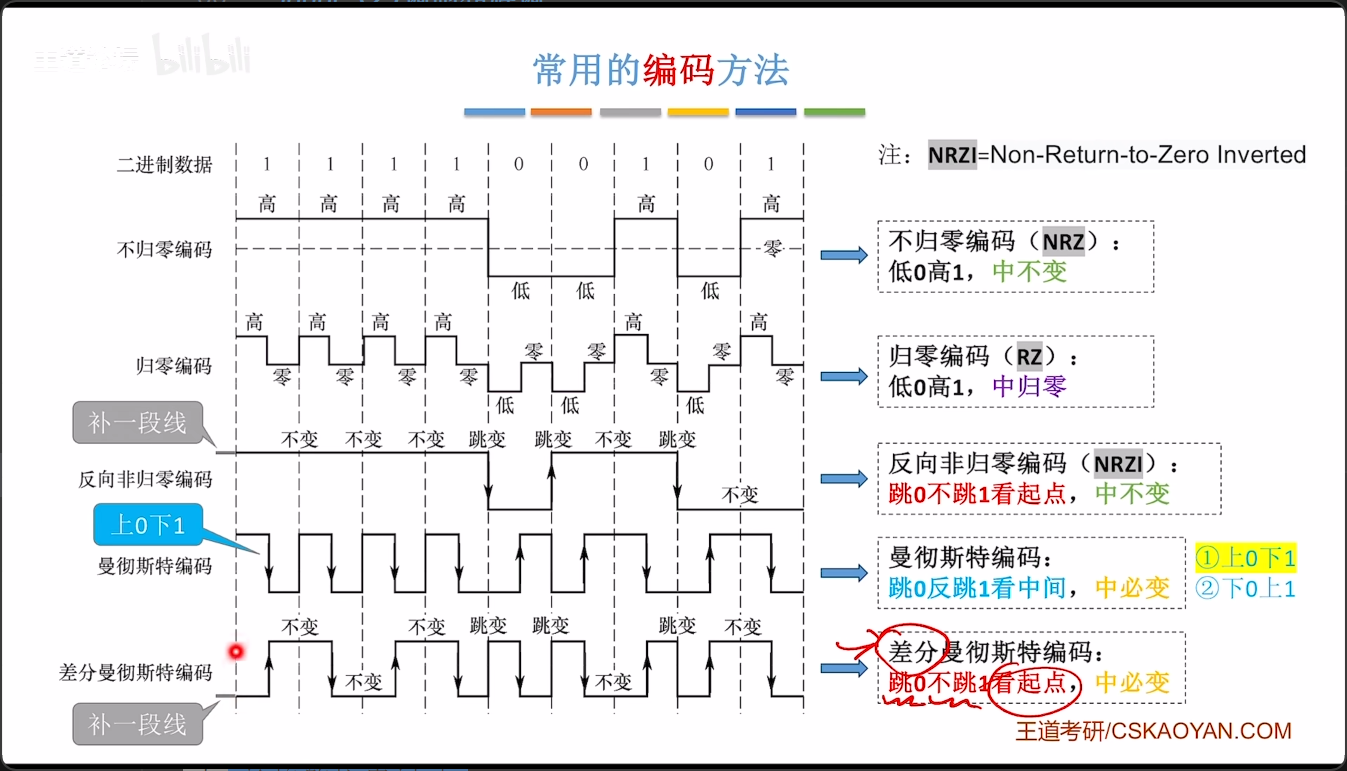 bilibili
常用的编码方法
二进制数据 1 1 1 1 0 0 1 0 1
注：NRZI=Non-Return-to-Zero Inverted
高 高 高 高 高 高
不归零编码
零
低 低 低
不归零编码（NRZ）：
低0高1，中不变
高 高 高 高 高 高
零 零 零
归零编码
零 零 零 零 零 零
低 低 低
归零编码（RZ）：
低0高1，中归零
补一段线
不变 不变 不变 跳变 跳变 不变 跳变
反向非归零编码
不变
反向非归零编码（NRZI）：
跳0不跳1看起点，中不变
上0下1
曼彻斯特编码
曼彻斯特编码：
跳0反跳1看中间，中必变
①上0下1
②下0上1
不变 不变 跳变 跳变 跳变 不变
差分曼彻斯特编码
不变 不变
补一段线
差分曼彻斯特编码：
跳0不跳1看起点，中必变
王道考研/CSKAOYAN.COM